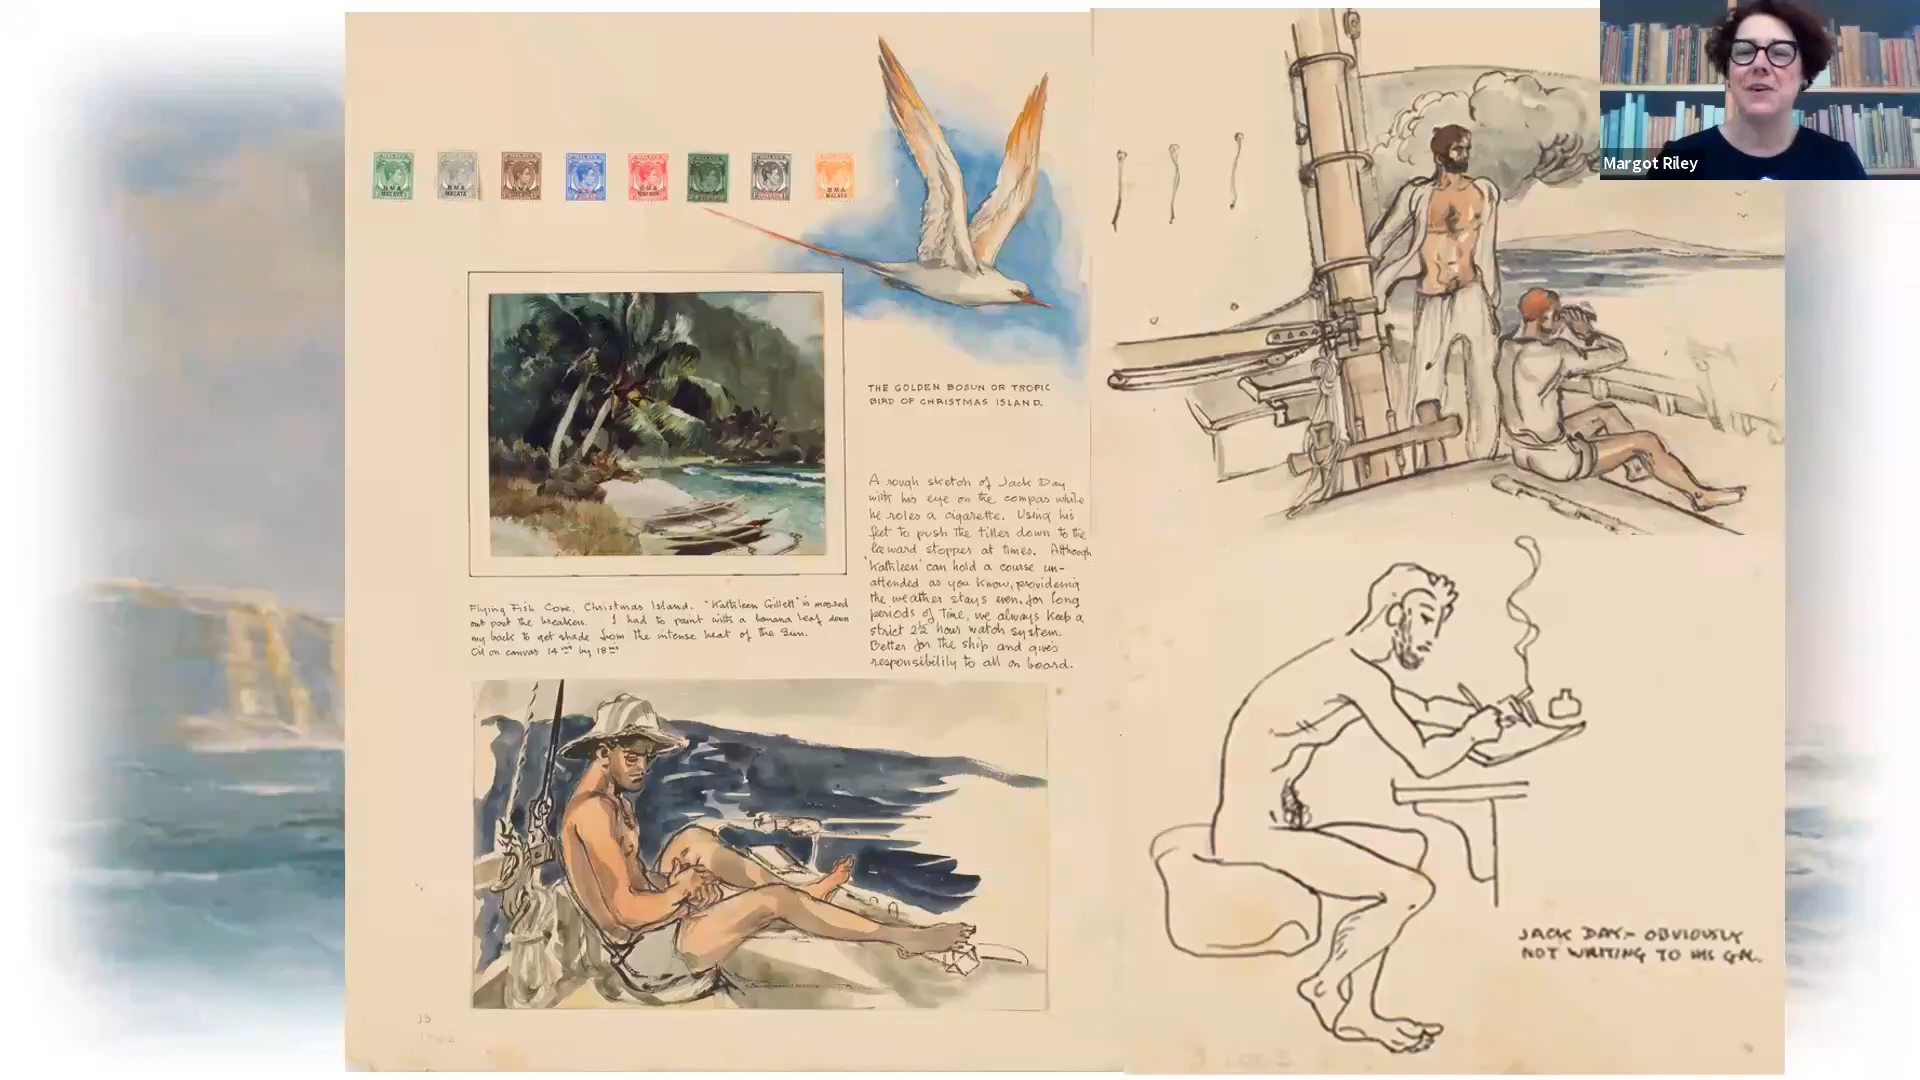 MALAYA
BMA
MALAYA
THE GOLDEN BOSUN OR TROPIC
BIRD OF CHRISTMAS ISLAND.
A rough sketch of Jack Day
with his eye on the compas while
he roles a cigarette. Using his
feet to push the tiller down to the
leeward stopper at times. Although
'Kathleen' can hold a course un-
attended as you know, providing
the weather stays even, for long
periods of time, we always keep a
strict 2½ hour watch system.
Better for the ship and gives
responsibility to all on board.
Flying Fish Cove, Christmas Island. "Kathleen Gillett" is moored
out past the breakers. I had to paint with a banana leaf down
my back to get shade from the intense heat of the Sun.
Oil on canvas 14 ins by 18 ins
JACK DAY- OBVIOUSLY
NOT WRITING TO HIS GAL.
Margot Riley